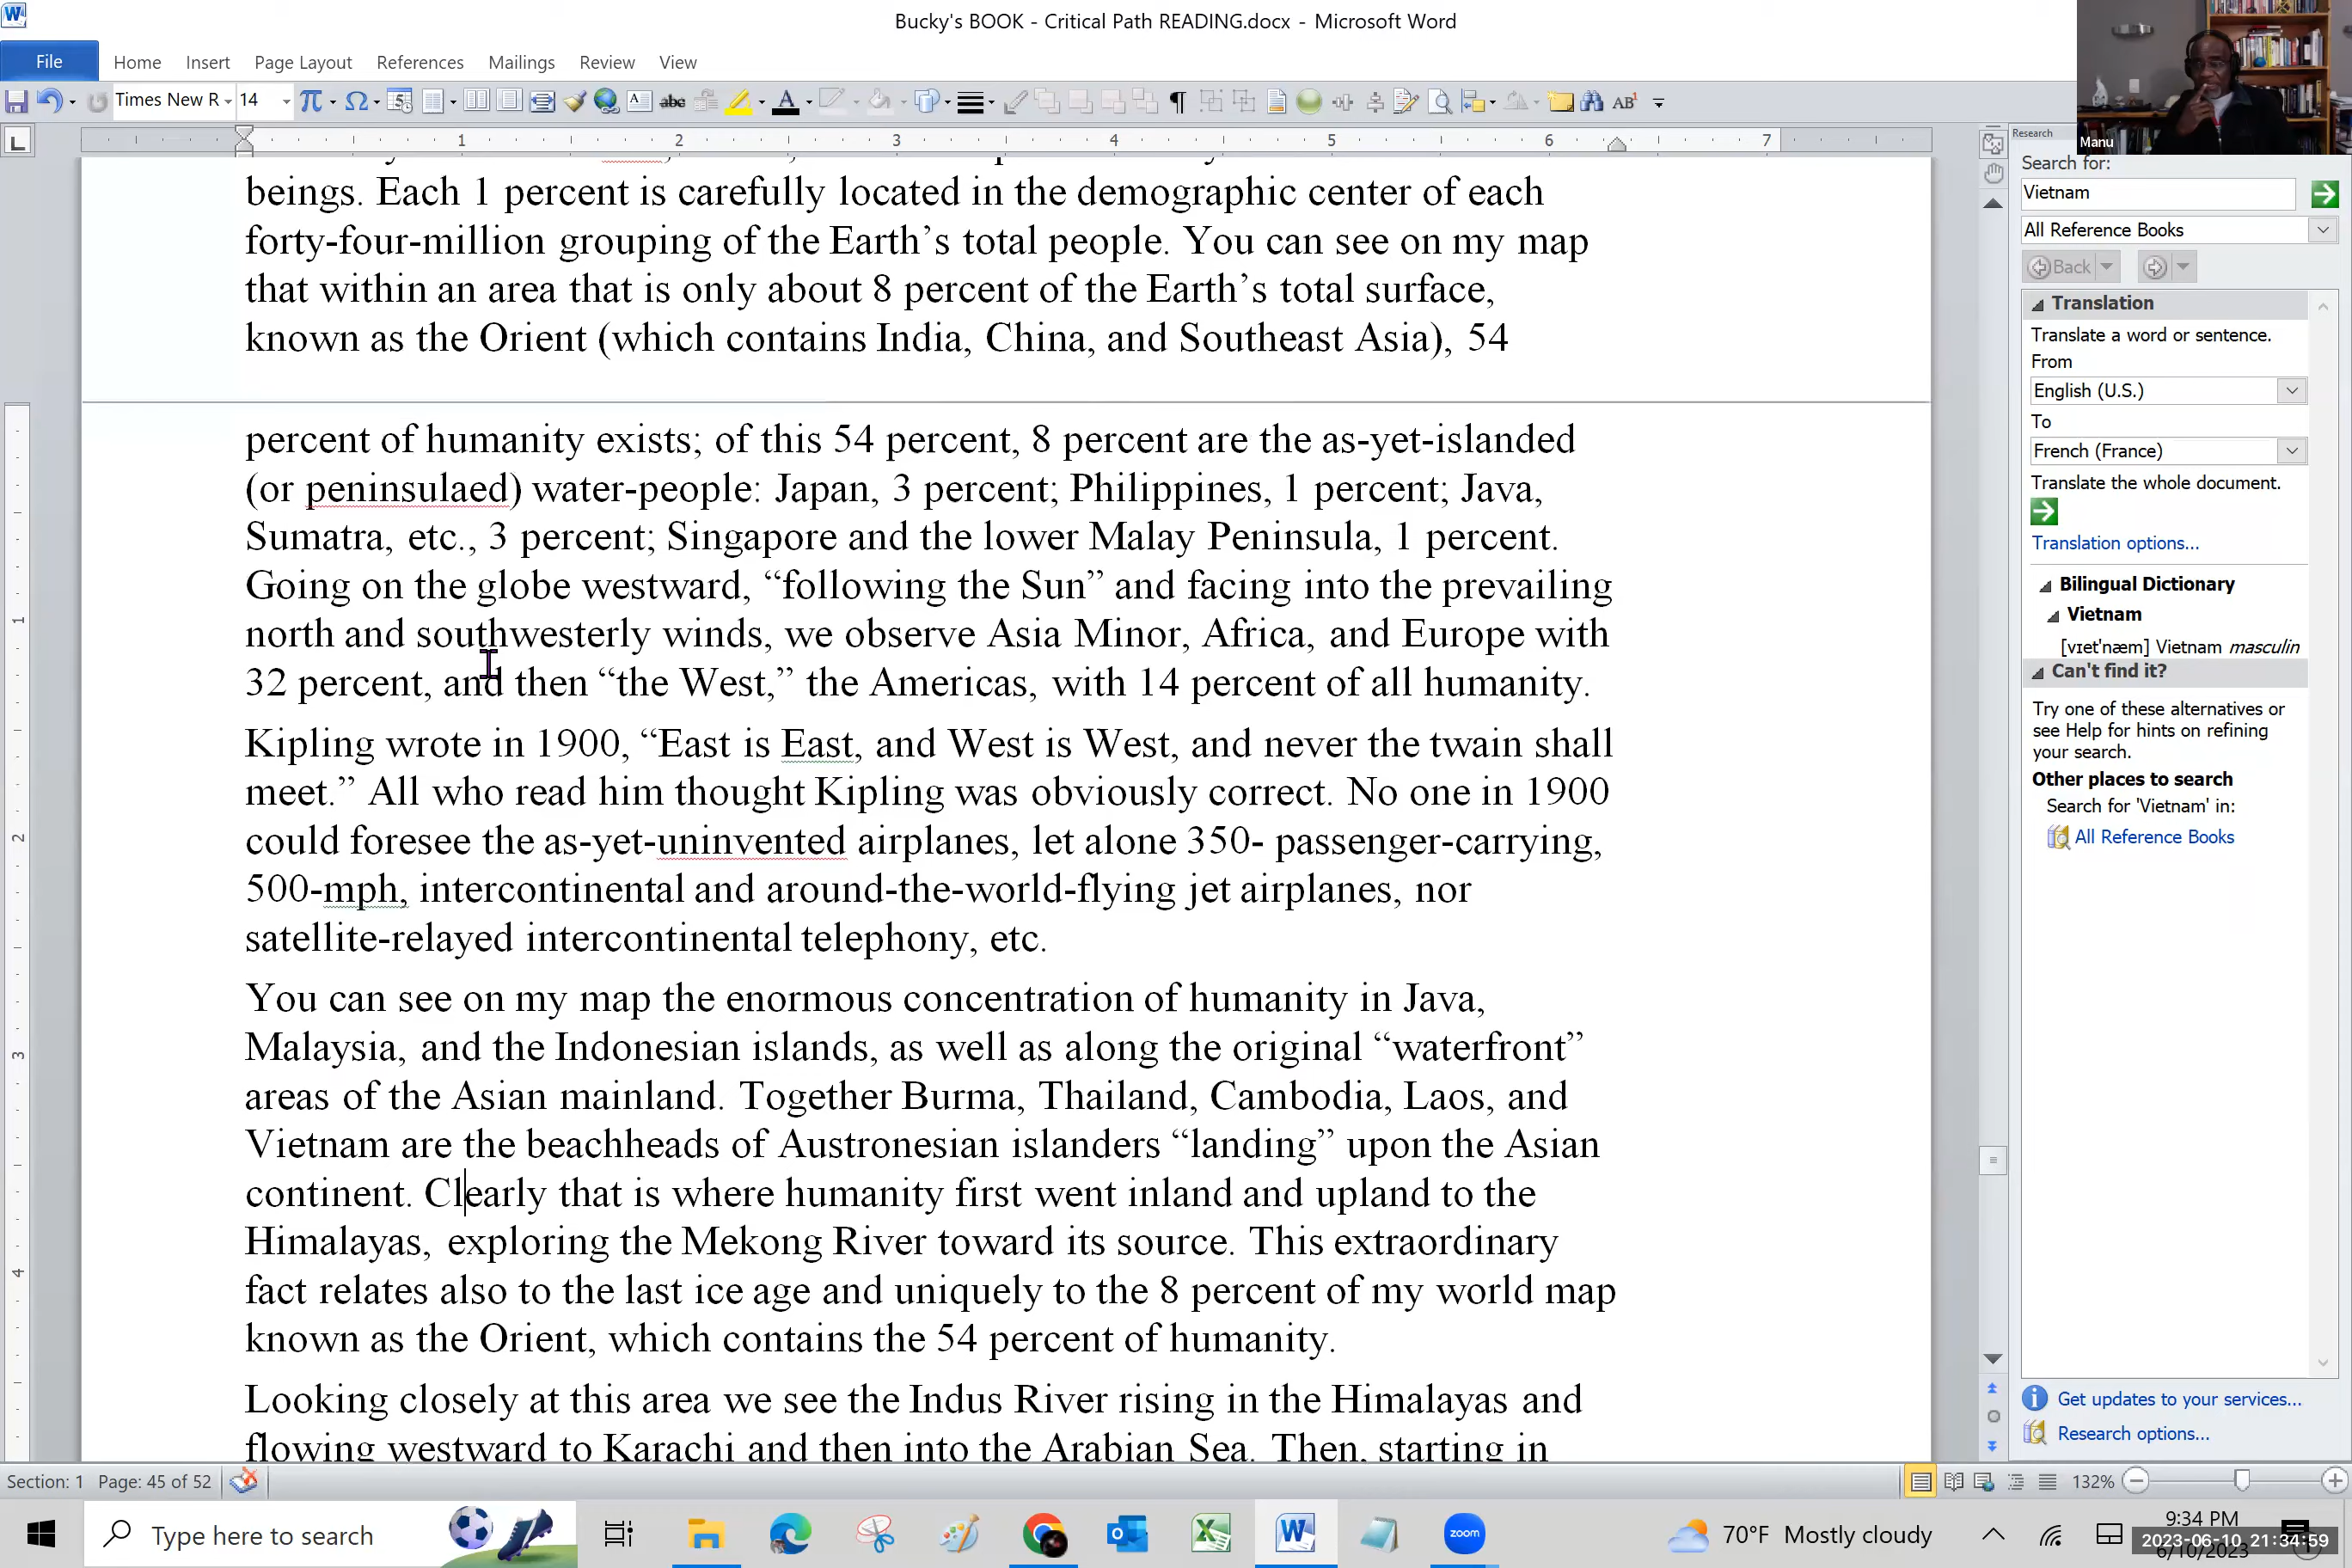 Bucky's BOOK - Critical Path READING.docx - Microsoft Word
File Home Insert Page Layout References Mailings Review View
Times New R 14
1 2 3 4 5 6 7
beings. Each 1 percent is carefully located in the demographic center of each
forty-four-million grouping of the Earth’s total people. You can see on my map
that within an area that is only about 8 percent of the Earth’s total surface,
known as the Orient (which contains India, China, and Southeast Asia), 54
percent of humanity exists; of this 54 percent, 8 percent are the as-yet-islanded
(or peninsulaed) water-people: Japan, 3 percent; Philippines, 1 percent; Java,
Sumatra, etc., 3 percent; Singapore and the lower Malay Peninsula, 1 percent.
Going on the globe westward, “following the Sun” and facing into the prevailing
north and southwesterly winds, we observe Asia Minor, Africa, and Europe with
32 percent, and then “the West,” the Americas, with 14 percent of all humanity.
Kipling wrote in 1900, “East is East, and West is West, and never the twain shall
meet.” All who read him thought Kipling was obviously correct. No one in 1900
could foresee the as-yet-uninvented airplanes, let alone 350- passenger-carrying,
500-mph, intercontinental and around-the-world-flying jet airplanes, nor
satellite-relayed intercontinental telephony, etc.
You can see on my map the enormous concentration of humanity in Java,
Malaysia, and the Indonesian islands, as well as along the original “waterfront”
areas of the Asian mainland. Together Burma, Thailand, Cambodia, Laos, and
Vietnam are the beachheads of Austronesian islanders “landing” upon the Asian
continent. Clearly that is where humanity first went inland and upland to the
Himalayas, exploring the Mekong River toward its source. This extraordinary
fact relates also to the last ice age and uniquely to the 8 percent of my world map
known as the Orient, which contains the 54 percent of humanity.
Looking closely at this area we see the Indus River rising in the Himalayas and
flowing westward to Karachi and then into the Arabian Sea. Then, starting in
1
2
3
4
Manu
Research
Search for:
Vietnam
All Reference Books
Back
Translation
Translate a word or sentence.
From
English (U.S.)
To
French (France)
Translate the whole document.
Translation options...
Bilingual Dictionary
Vietnam
[vɪet'næm] Vietnam masculin
Can't find it?
Try one of these alternatives or
see Help for hints on refining
your search.
Other places to search
Search for 'Vietnam' in:
All Reference Books
Get updates to your services...
Research options...
Section: 1 Page: 45 of 52
132%
Type here to search
zoom
70°F Mostly cloudy
9:34 PM
2023-06-10_21:34:59
6/10/2023